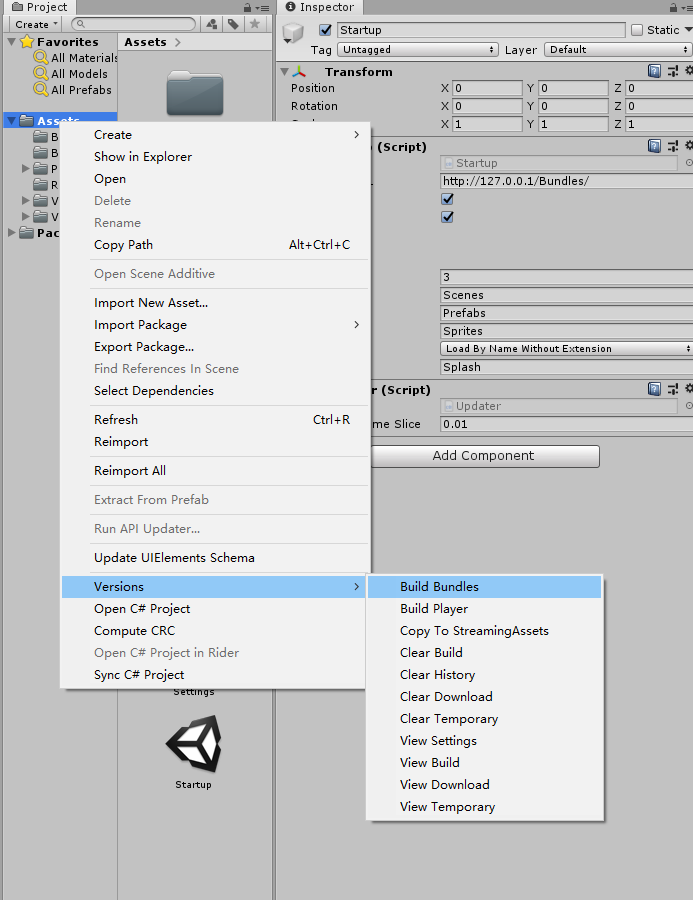 Project
Create
Favorites
All Materials
All Models
All Prefabs
Assets
B
B
P
R
V
V
Pac
Assets
Create
Show in Explorer
Open
Delete
Rename
Copy Path Alt+Ctrl+C
Open Scene Additive
Import New Asset...
Import Package
Export Package...
Find References In Scene
Select Dependencies
Refresh Ctrl+R
Reimport
Reimport All
Extract From Prefab
Run API Updater...
Update UIElements Schema
Versions
Open C# Project
Compute CRC
Open C# Project in Rider
Sync C# Project
Build Bundles
Build Player
Copy To StreamingAssets
Clear Build
Clear History
Clear Download
Clear Temporary
View Settings
View Build
View Download
View Temporary
Settings
Startup
Inspector
Startup Static
Tag Untagged Layer Default
Transform
Position X 0 Y 0 Z 0
Rotation X 0 Y 0 Z 0
X 1 Y 1 Z 1
(Script)
Startup
http://127.0.0.1/Bundles/
3
Scenes
Prefabs
Sprites
Load By Name Without Extension
Splash
r (Script)
Updater
me Slice 0.01
Add Component